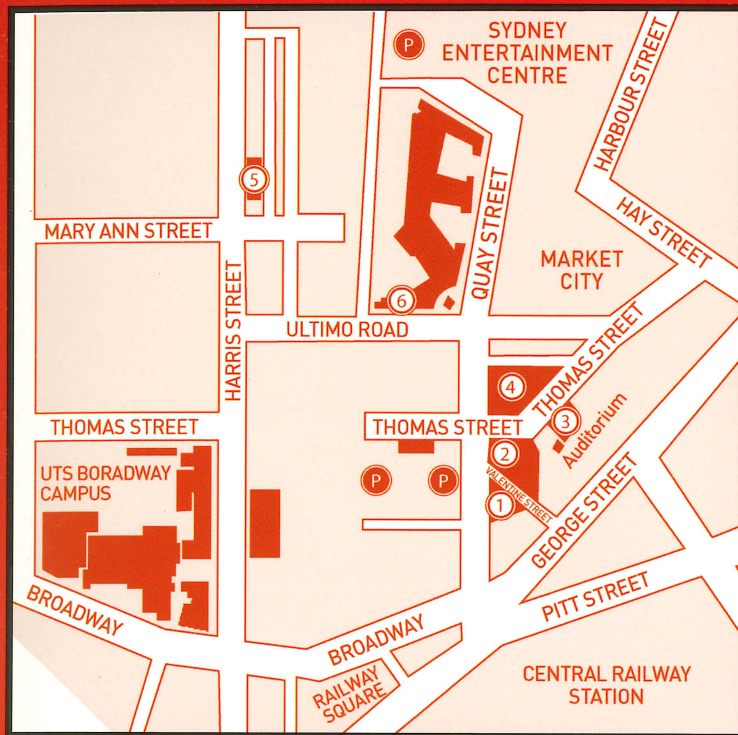 P
SYDNEY
ENTERTAINMENT
CENTRE
HARBOUR STREET
5
HAY STREET
MARY ANN STREET
QUAY STREET
MARKET
CITY
HARRIS STREET
6
ULTIMO ROAD
THOMAS STREET
4
THOMAS STREET
THOMAS STREET
3
Auditorium
2
UTS BORADWAY
CAMPUS
P
P
VALENTINE STREET
1
GEORGE STREET
BROADWAY
PITT STREET
BROADWAY
RAILWAY
SQUARE
CENTRAL RAILWAY
STATION